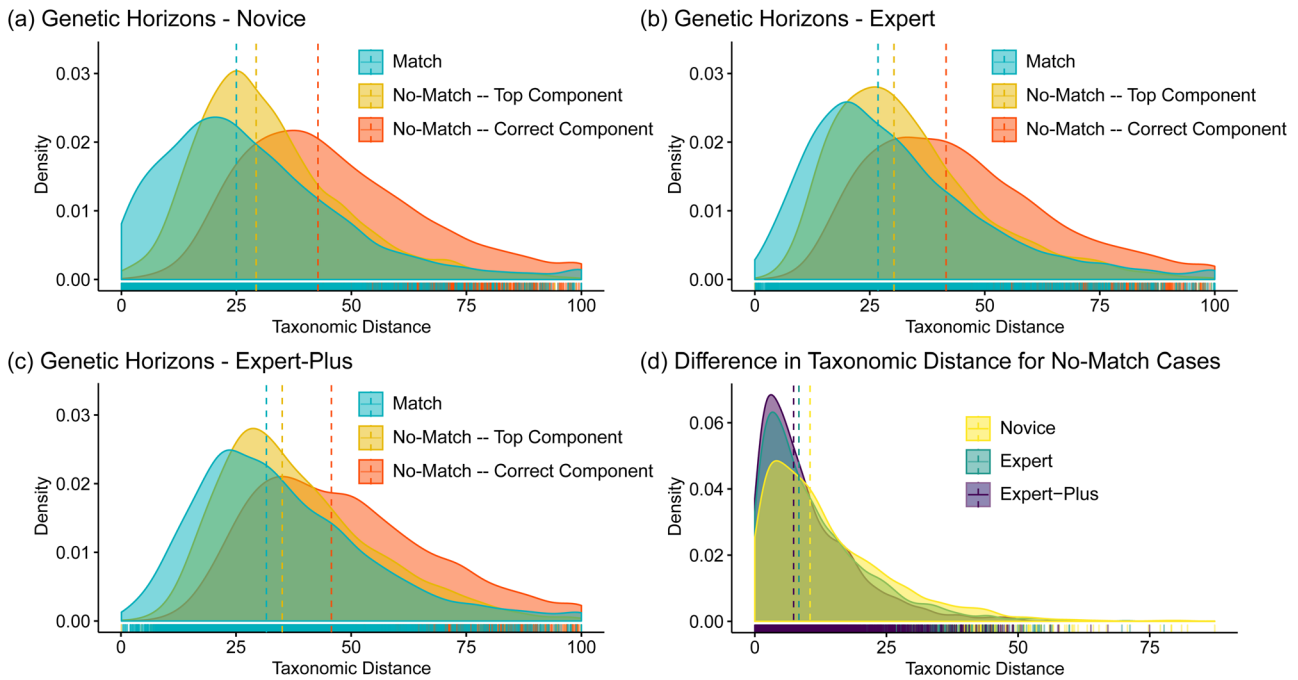 (a) Genetic Horizons - Novice
Density
0.03
0.02
0.01
0.00
Match
No-Match -- Top Component
No-Match -- Correct Component
0 25 50 75 100
Taxonomic Distance
(b) Genetic Horizons - Expert
Density
0.03
0.02
0.01
0.00
Match
No-Match -- Top Component
No-Match -- Correct Component
0 25 50 75 100
Taxonomic Distance
(c) Genetic Horizons - Expert-Plus
Density
0.03
0.02
0.01
0.00
Match
No-Match -- Top Component
No-Match -- Correct Component
0 25 50 75 100
Taxonomic Distance
(d) Difference in Taxonomic Distance for No-Match Cases
Density
0.06
0.04
0.02
0.00
Novice
Expert
Expert−Plus
0 25 50 75
Taxonomic Distance